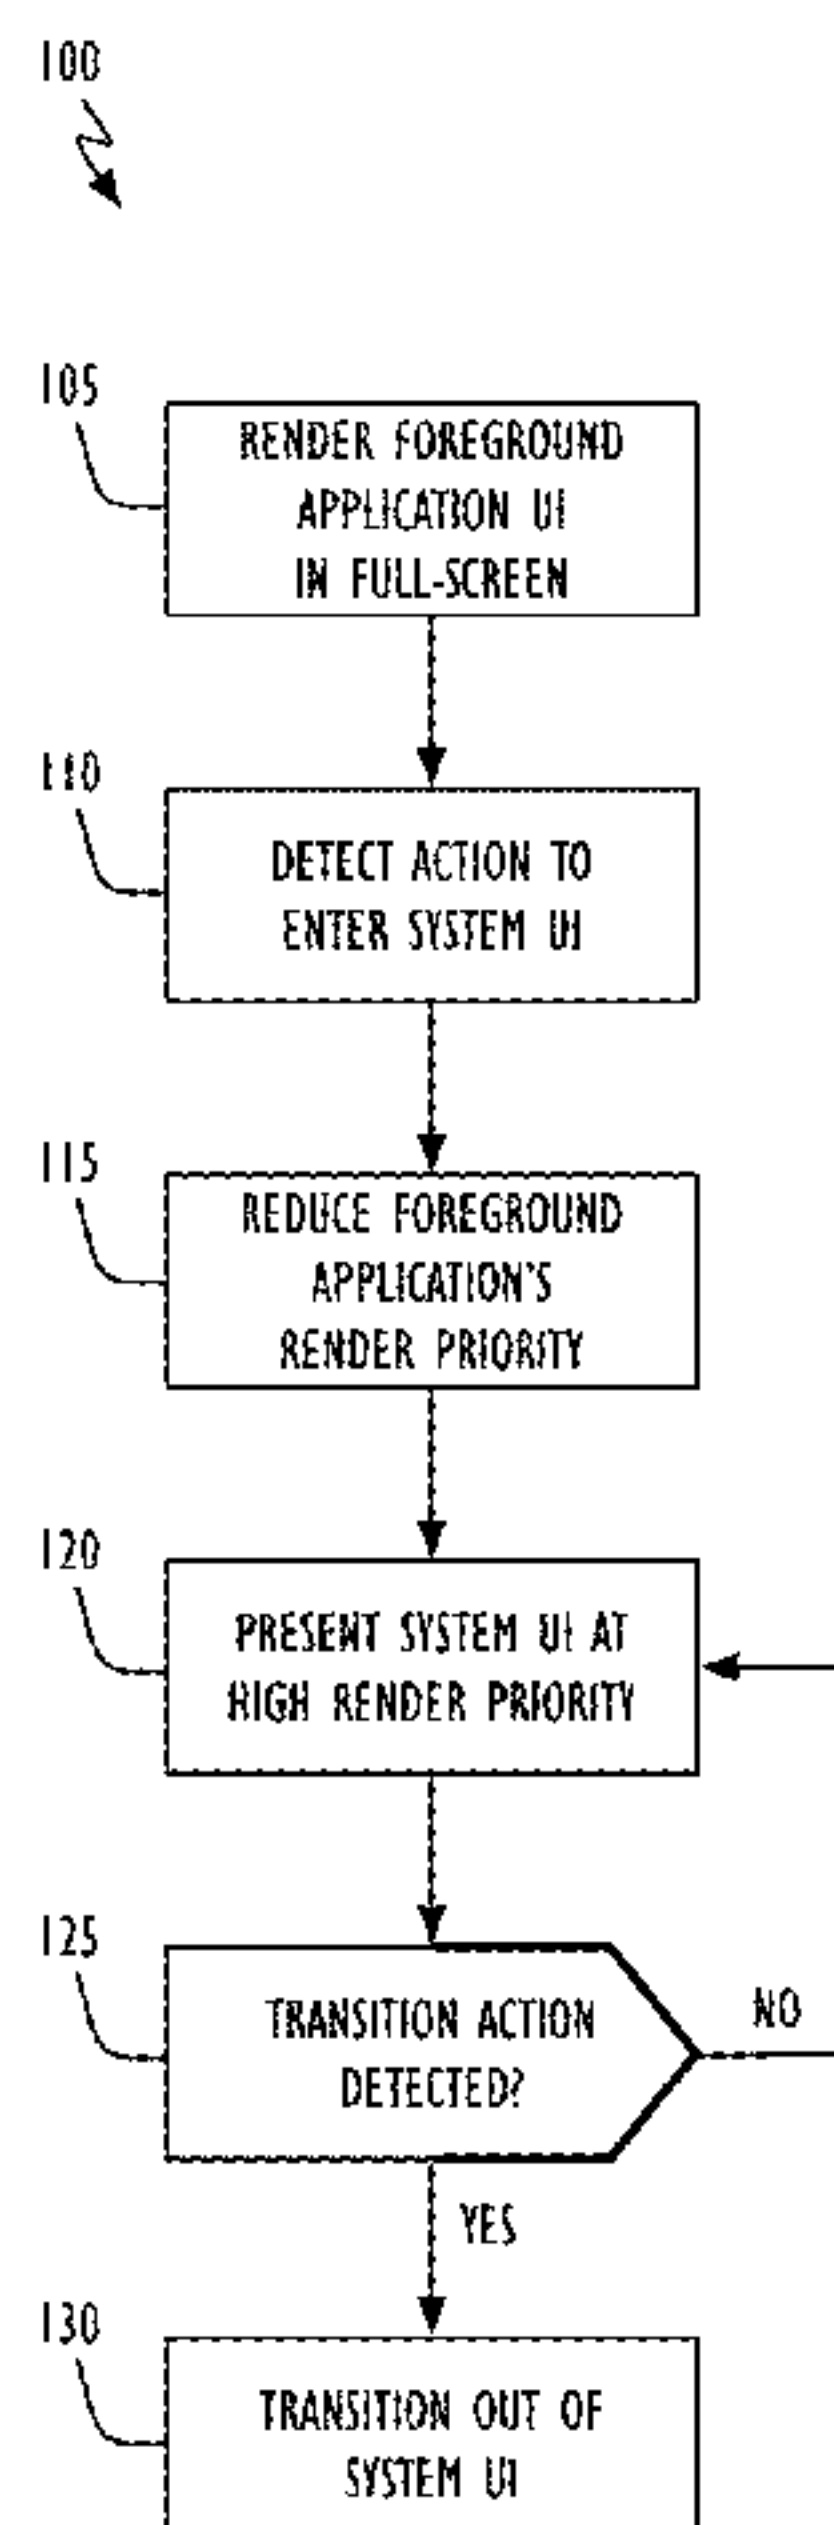 100
105
RENDER FOREGROUND
APPLICATION UI
IN FULL-SCREEN
110
DETECT ACTION TO
ENTER SYSTEM UI
115
REDUCE FOREGROUND
APPLICATION'S
RENDER PRIORITY
120
PRESENT SYSTEM UI AT
HIGH RENDER PRIORITY
125
TRANSITION ACTION
DETECTED?
NO
YES
130
TRANSITION OUT OF
SYSTEM UI